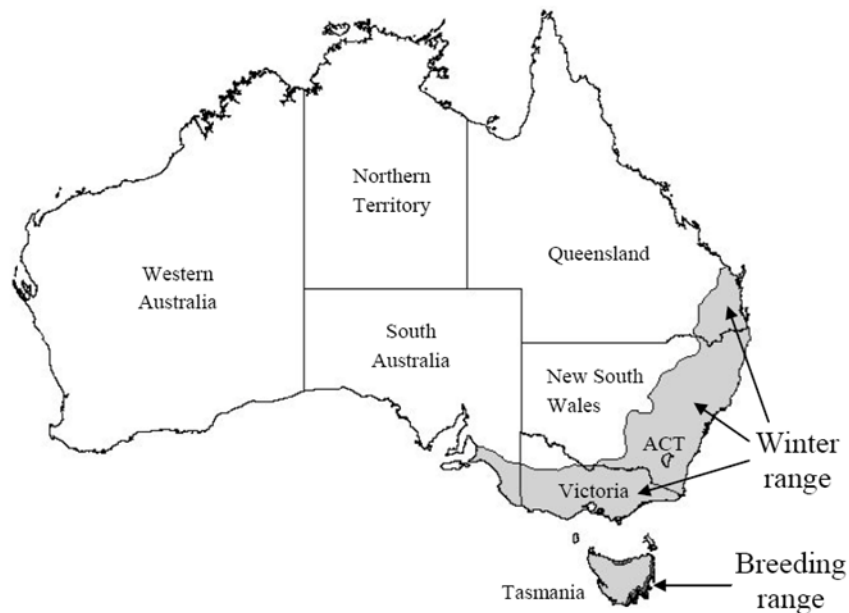 Northern
Territory
Queensland
Western
Australia
South
Australia
New South
Wales
ACT
Winter
range
Victoria
Breeding
range
Tasmania